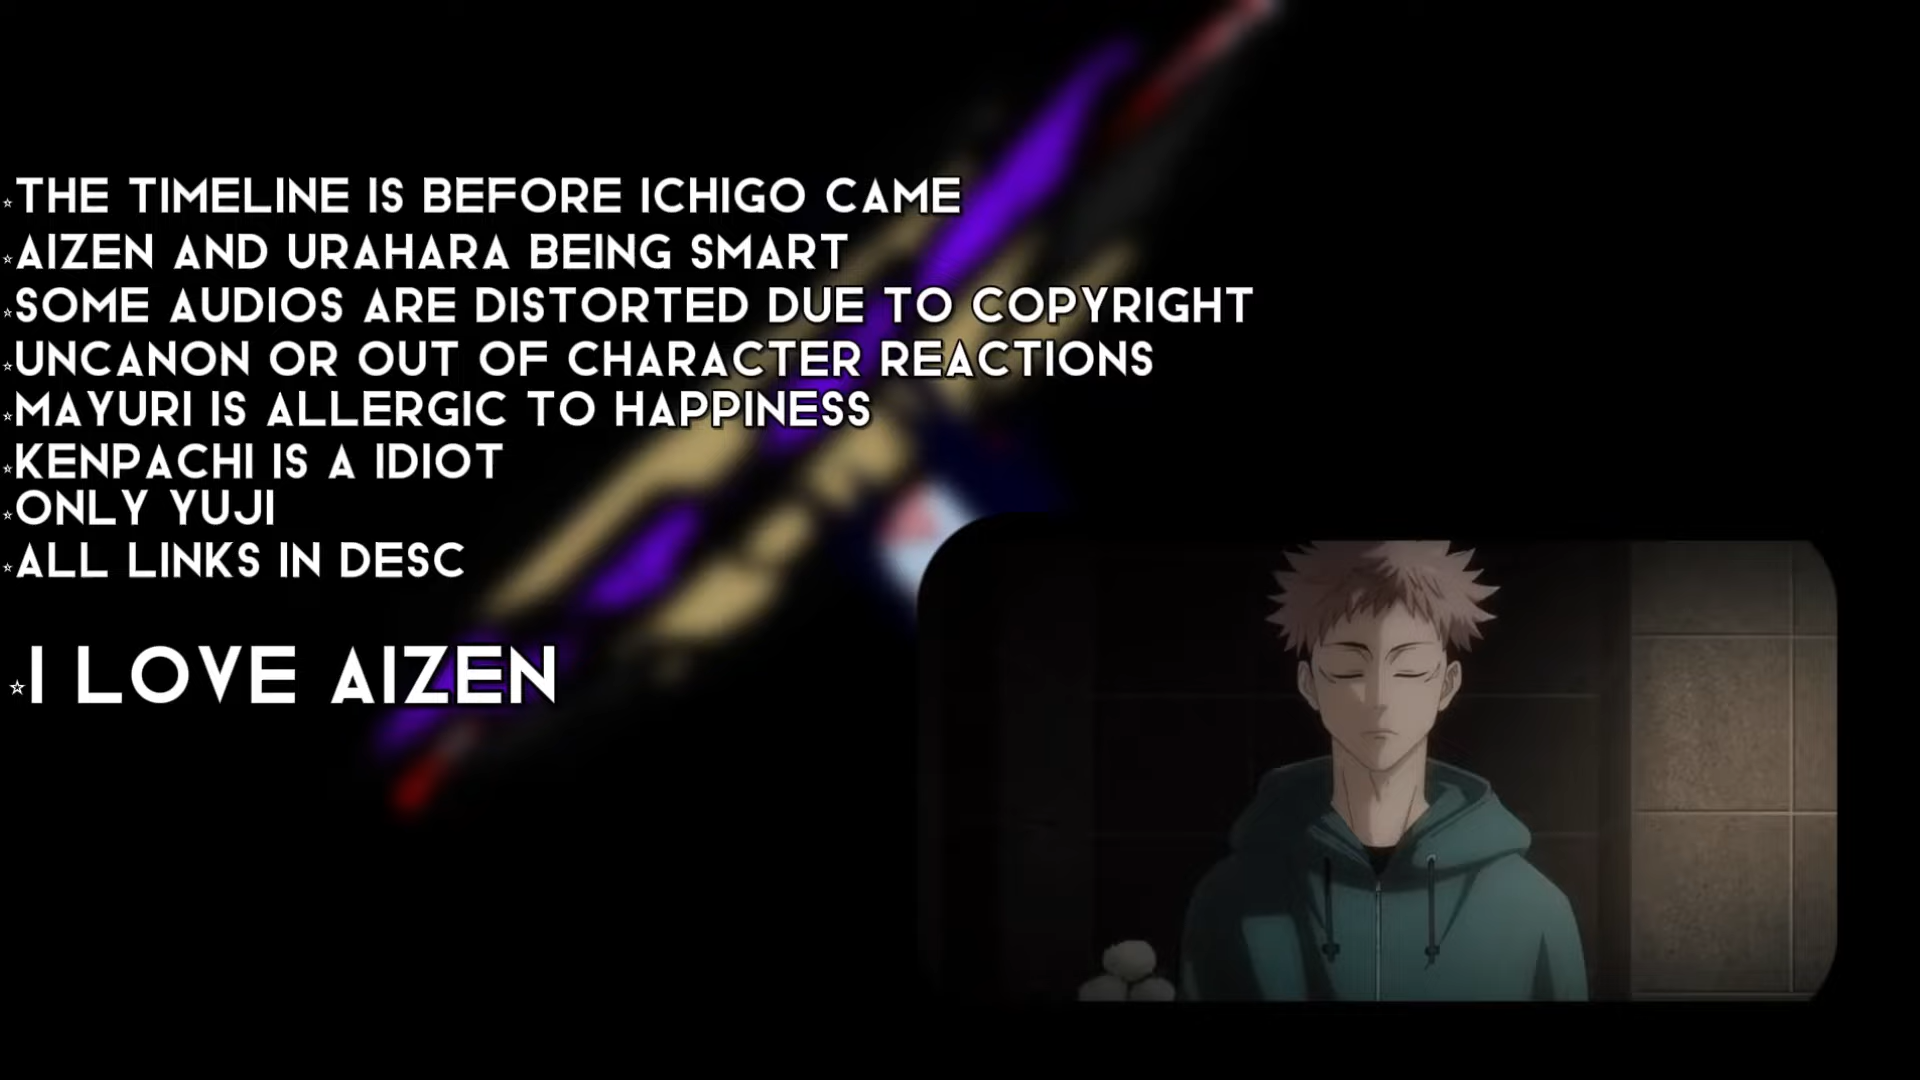 ☆THE TIMELINE IS BEFORE ICHIGO CAME
☆AIZEN AND URAHARA BEING SMART
☆SOME AUDIOS ARE DISTORTED DUE TO COPYRIGHT
☆UNCANON OR OUT OF CHARACTER REACTIONS
☆MAYURI IS ALLERGIC TO HAPPINESS
☆KENPACHI IS A IDIOT
☆ONLY YUJI
☆ALL LINKS IN DESC
☆I LOVE AIZEN